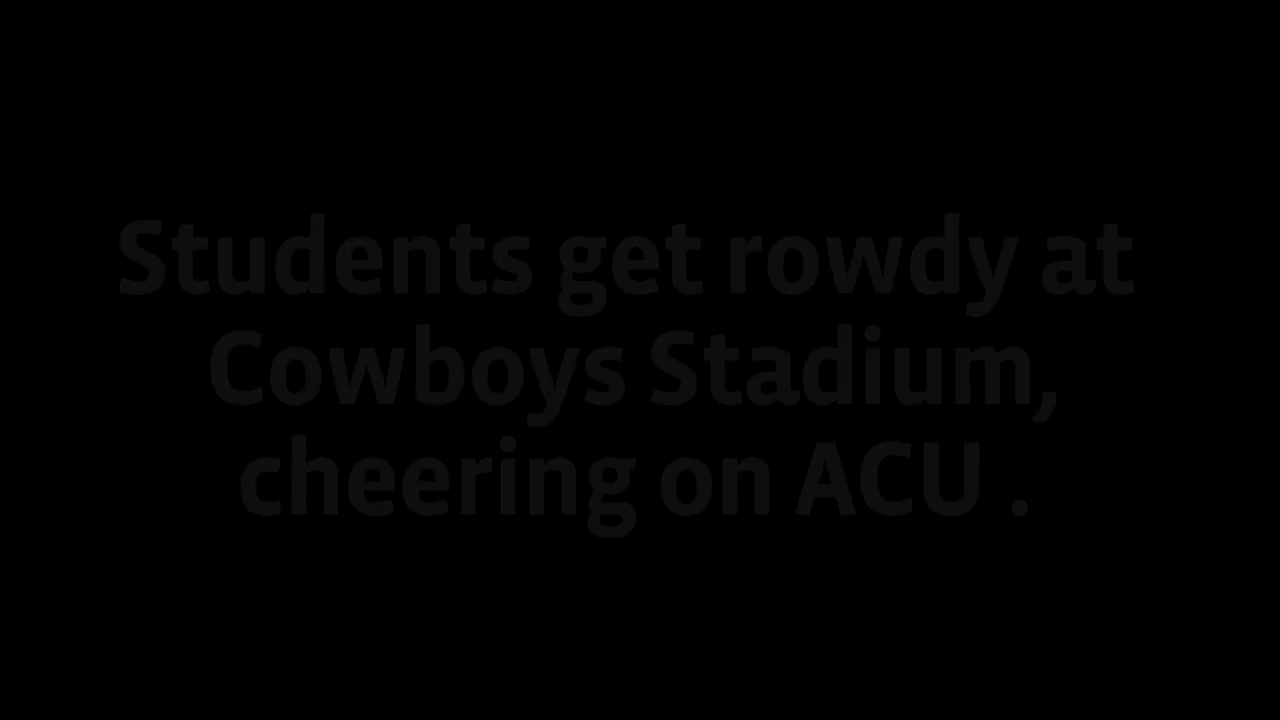 Students get rowdy at
Cowboys Stadium,
cheering on ACU .